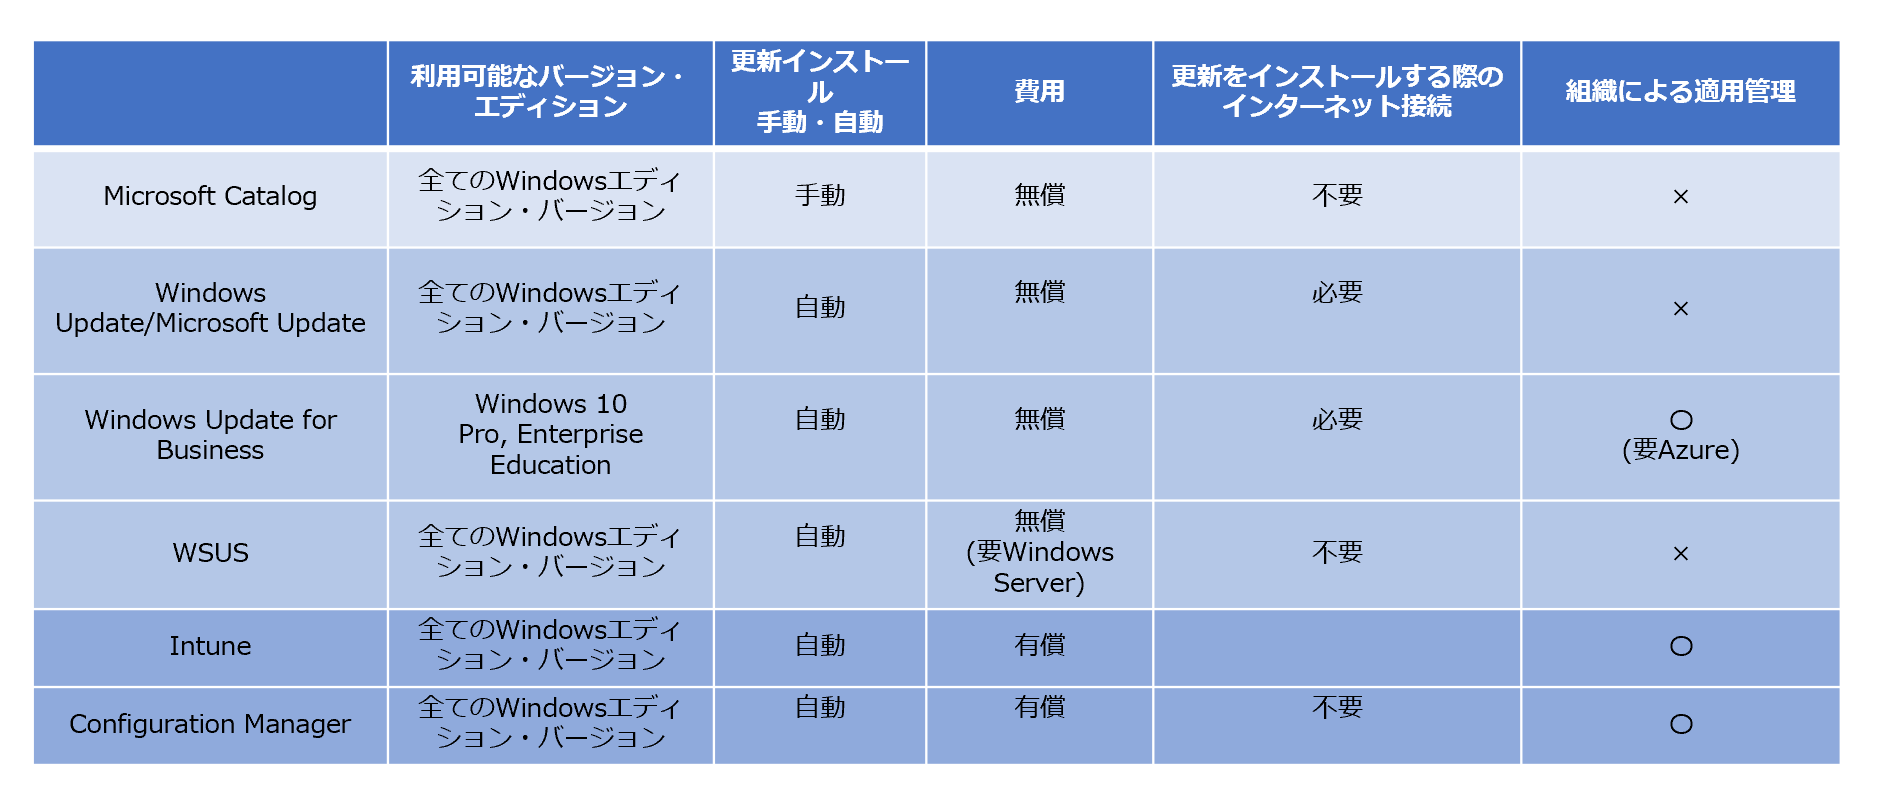 利用可能なバージョン・
エディション
更新インストー
ル
手動・自動
費用
更新をインストールする際の
インターネット接続
組織による適用管理
Microsoft Catalog
全てのWindowsエディ
ション・バージョン
手動
無償
不要
×
Windows
Update/Microsoft Update
全てのWindowsエディ
ション・バージョン
自動
無償
必要
×
Windows Update for
Business
Windows 10
Pro, Enterprise
Education
自動
無償
必要
〇
(要Azure)
WSUS
全てのWindowsエディ
ション・バージョン
自動
無償
(要Windows
Server)
不要
×
Intune
全てのWindowsエディ
ション・バージョン
自動
有償
〇
Configuration Manager
全てのWindowsエディ
ション・バージョン
自動
有償
不要
〇